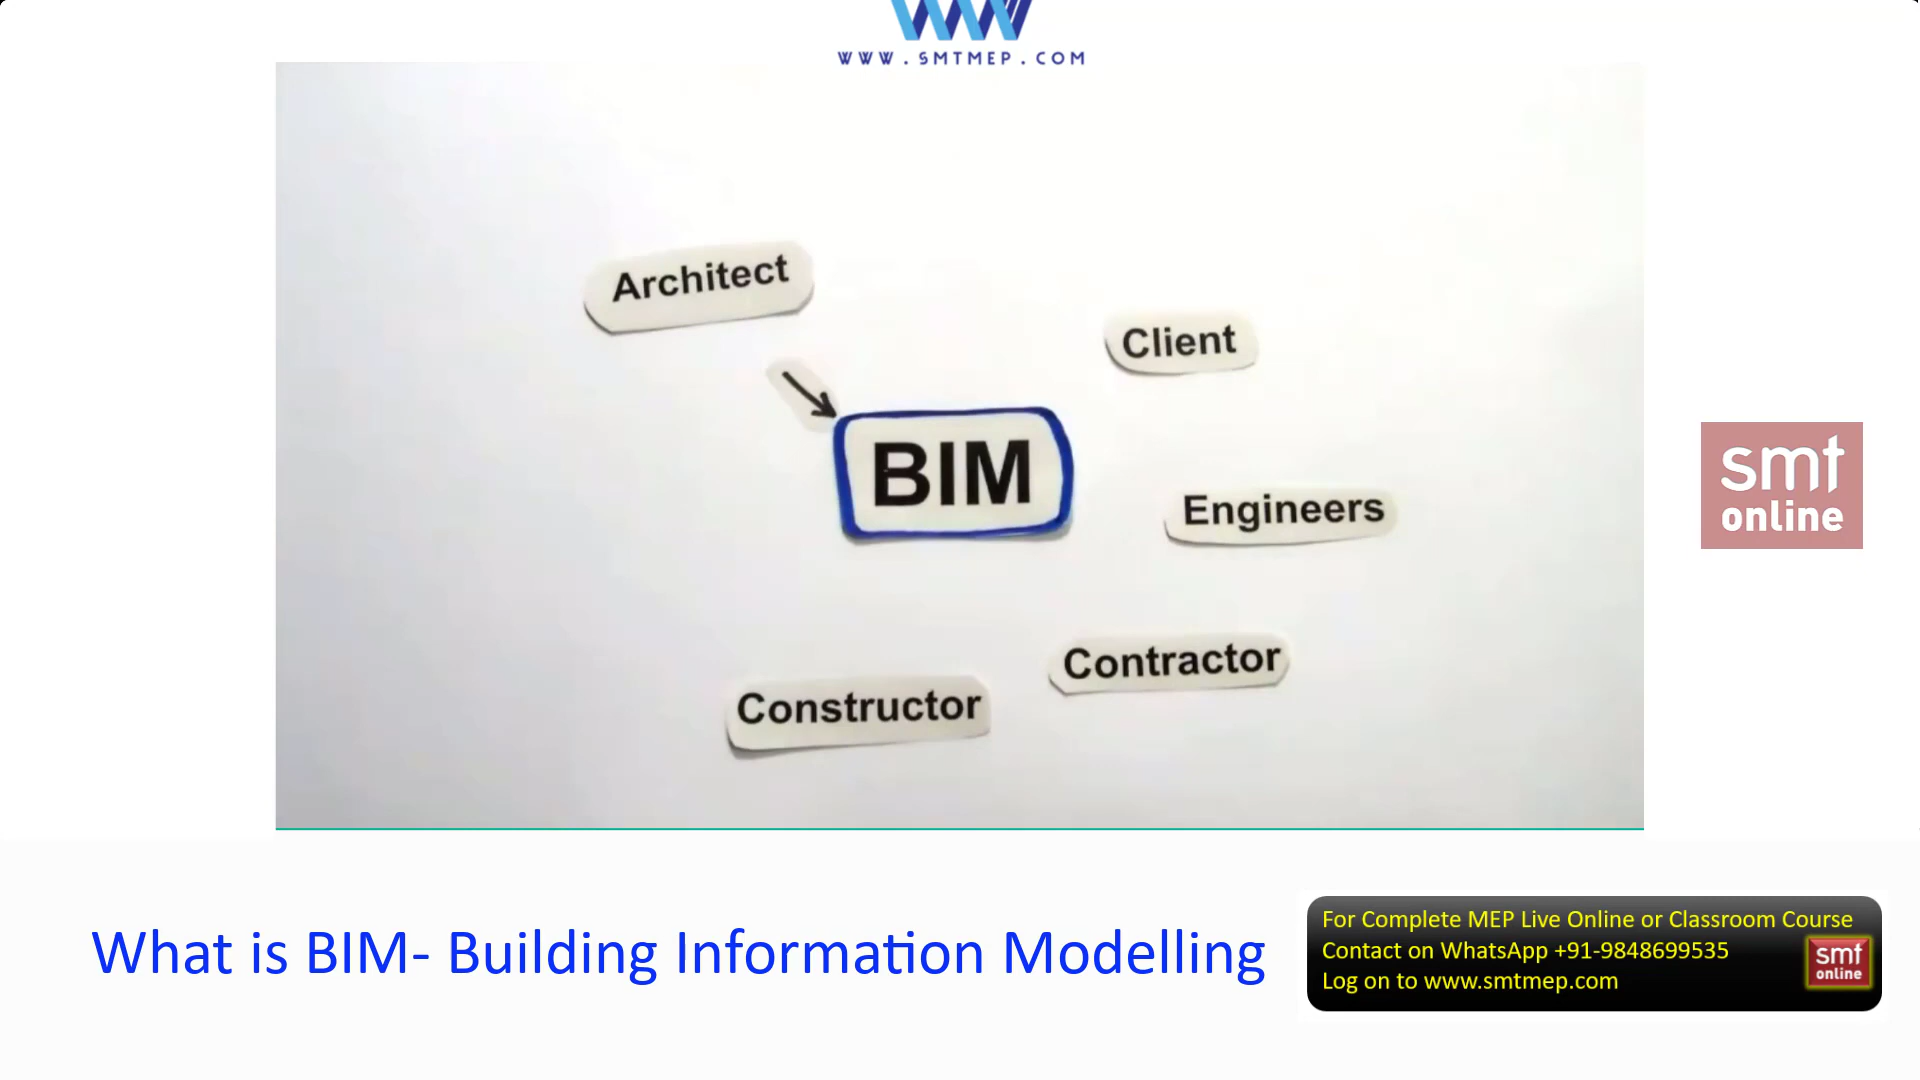 WWW.SMTMEP.COM
Architect
Client
BIM
Engineers
Contractor
Constructor
smt
online
What is BIM- Building Information Modelling
For Complete MEP Live Online or Classroom Course
Contact on WhatsApp +91-9848699535
Log on to www.smtmep.com
smt
online